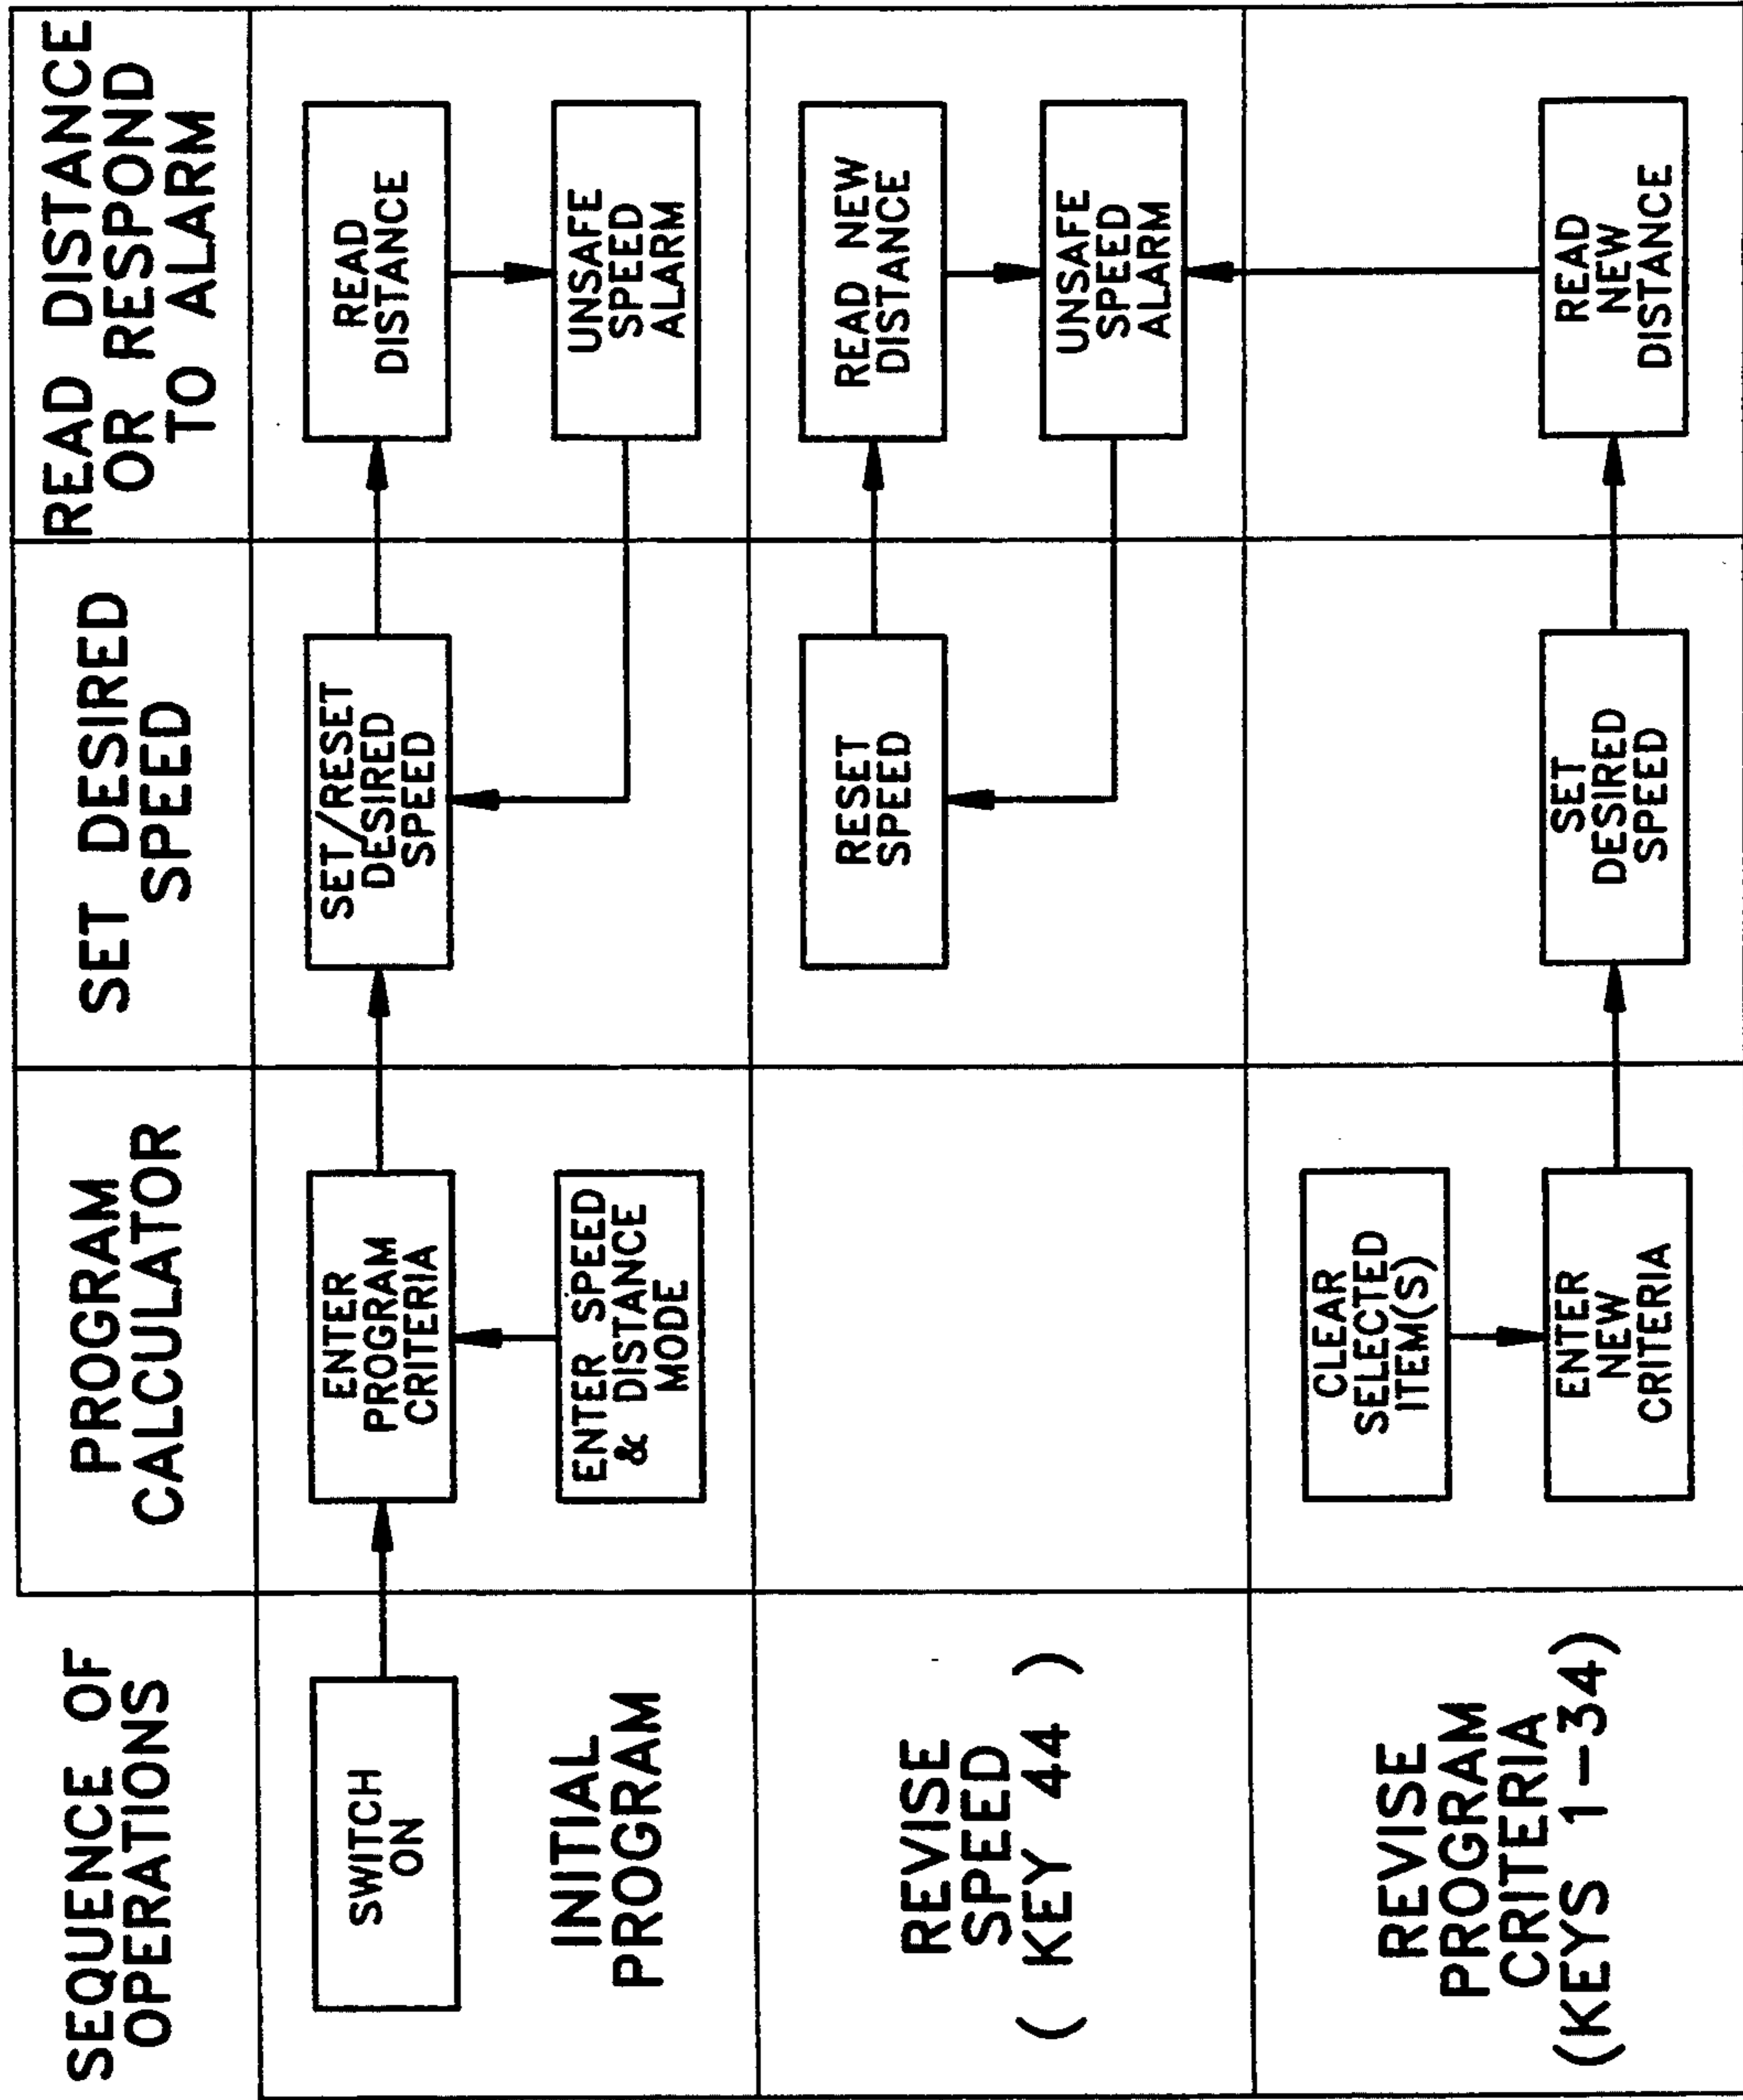 SEQUENCE OF
OPERATIONS
PROGRAM
CALCULATOR
SET DESIRED
SPEED
READ DISTANCE
OR RESPOND
TO ALARM
SWITCH
ON
INITIAL
PROGRAM
ENTER
PROGRAM
CRITERIA
ENTER SPEED
& DISTANCE
MODE
SET/RESET
DESIRED
SPEED
READ
DISTANCE
UNSAFE
SPEED
ALARM
REVISE
SPEED
( KEY 44 )
RESET
SPEED
READ NEW
DISTANCE
UNSAFE
SPEED
ALARM
REVISE
PROGRAM
CRITERIA
(KEYS 1-34)
CLEAR
SELECTED
ITEM(S)
ENTER
NEW
CRITERIA
SET
DESIRED
SPEED
READ
NEW
DISTANCE